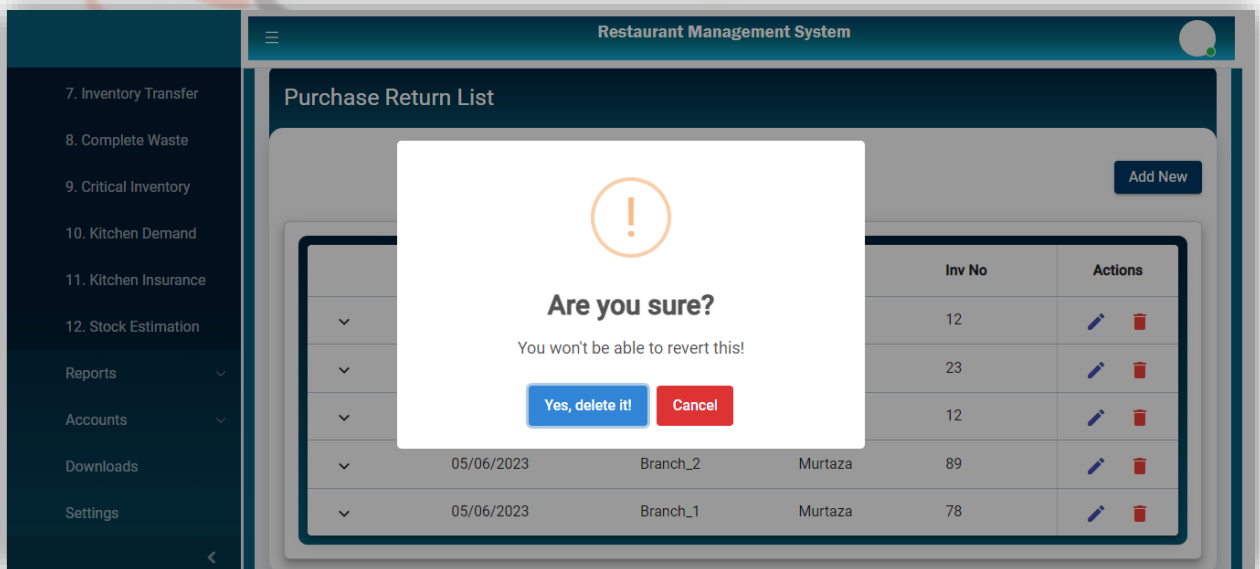 Restaurant Management System
7. Inventory Transfer
8. Complete Waste
9. Critical Inventory
10. Kitchen Demand
11. Kitchen Insurance
12. Stock Estimation
Reports
Accounts
Downloads
Settings
Purchase Return List
Add New
Inv No Actions
12
23
12
05/06/2023 Branch_2 Murtaza 89
05/06/2023 Branch_1 Murtaza 78
!
Are you sure?
You won't be able to revert this!
Yes, delete it! Cancel